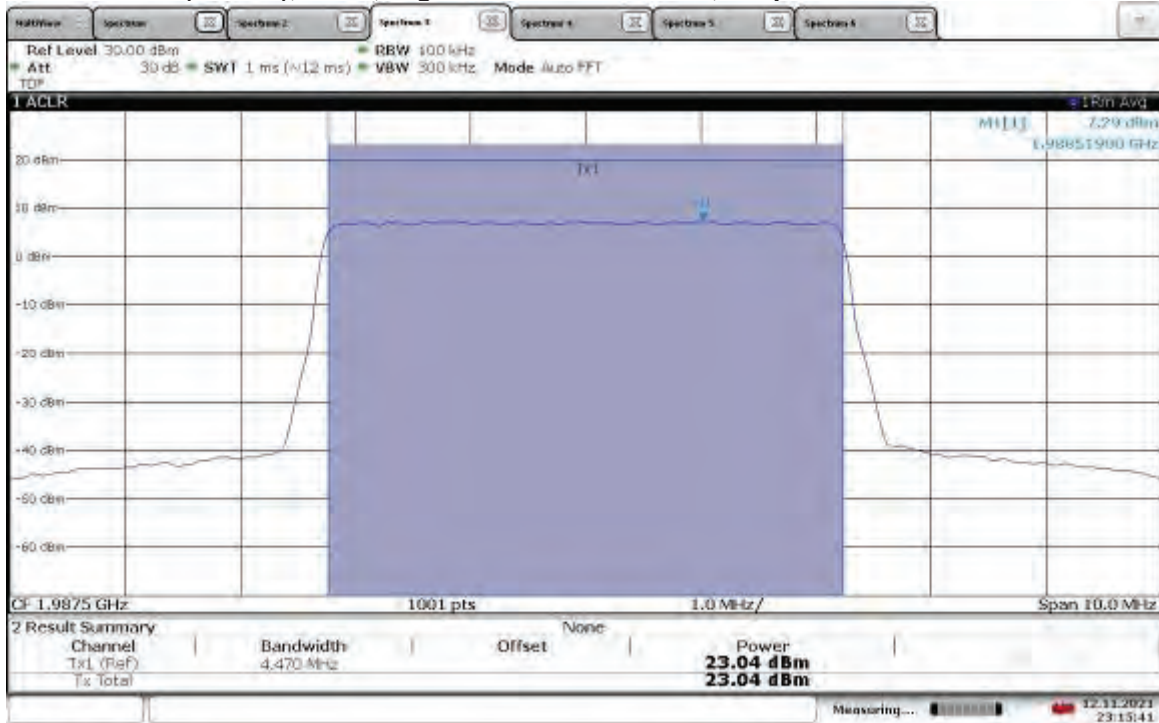 MultiView Spectrum Spectrum 2 Spectrum 3 Spectrum 4 Spectrum 5 Spectrum 6
Ref Level 30.00 dBm RBW 100 kHz
Att 30 dB SWT 1 ms (~12 ms) VBW 300 kHz Mode Auto FFT
TDF
1 ACLR 1Rm Avg
M1[1] 7.29 dBm
1.98851900 GHz
20 dBm
Tx1
10 dBm
M1
0 dBm
-10 dBm
-20 dBm
-30 dBm
-40 dBm
-50 dBm
-60 dBm
CF 1.9875 GHz 1001 pts 1.0 MHz/ Span 10.0 MHz
2 Result Summary None
Channel Bandwidth Offset Power
Tx1 (Ref) 4.470 MHz 23.04 dBm
Tx Total 23.04 dBm
Measuring... 12.11.2021
23:15:41